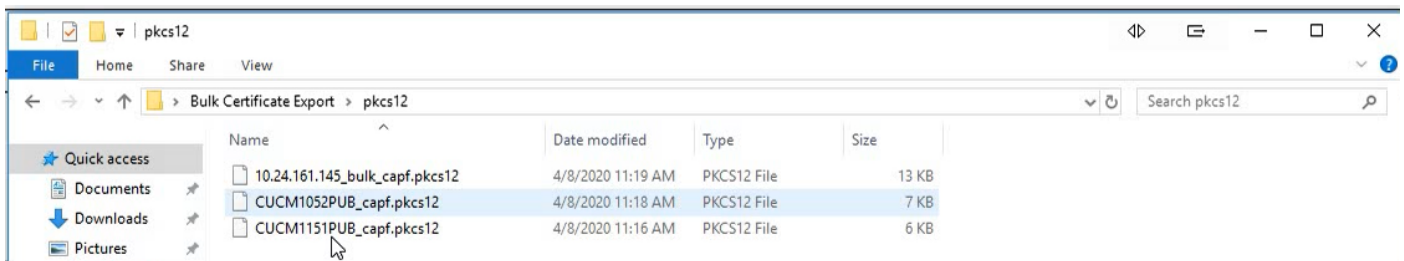 pkcs12
File Home Share View
Bulk Certificate Export > pkcs12 Search pkcs12
Name Date modified Type Size
Quick access
10.24.161.145_bulk_capf.pkcs12 4/8/2020 11:19 AM PKCS12 File 13 KB
Documents
CUCM1052PUB_capf.pkcs12 4/8/2020 11:18 AM PKCS12 File 7 KB
Downloads
CUCM1151PUB_capf.pkcs12 4/8/2020 11:16 AM PKCS12 File 6 KB
Pictures